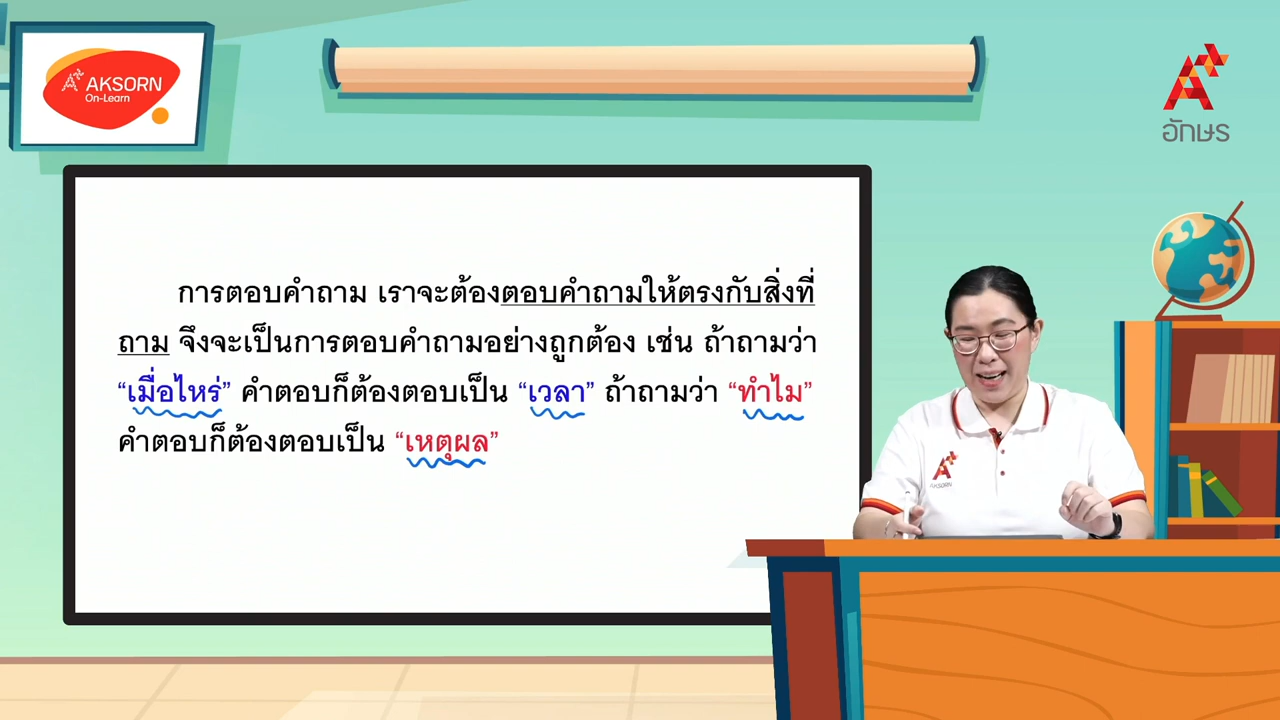 AKSORN
On-Learn
อักษร
การตอบคำถาม เราจะต้องตอบคำถามให้ตรงกับสิ่งที่
ถาม จึงจะเป็นการตอบคำถามอย่างถูกต้อง เช่น ถ้าถามว่า
“เมื่อไหร่” คำตอบก็ต้องตอบเป็น “เวลา” ถ้าถามว่า “ทำไม”
คำตอบก็ต้องตอบเป็น “เหตุผล”
AKSORN